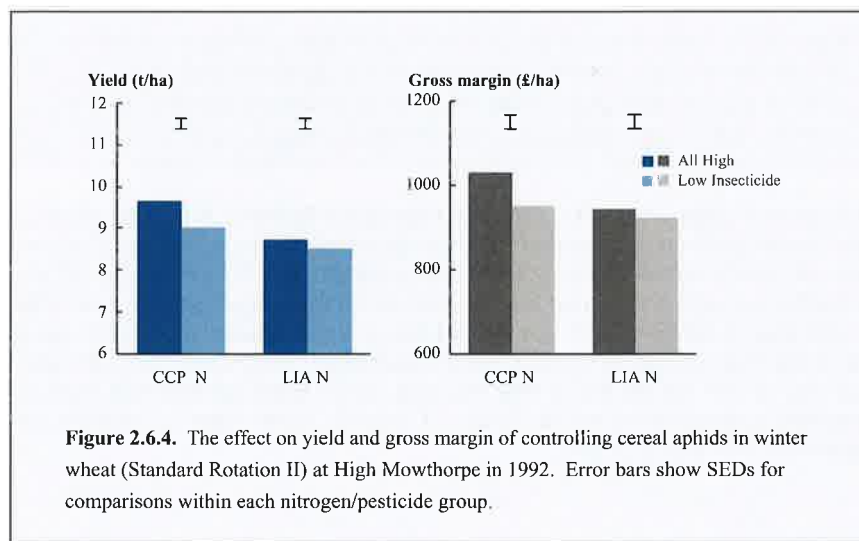 Yield (t/ha)
12
11
10
9
8
7
6
CCP N
LIA N
Gross margin (£/ha)
1200
1000
800
600
CCP N
LIA N
All High
Low Insecticide
Figure 2.6.4. The effect on yield and gross margin of controlling cereal aphids in winter
wheat (Standard Rotation II) at High Mowthorpe in 1992. Error bars show SEDs for
comparisons within each nitrogen/pesticide group.